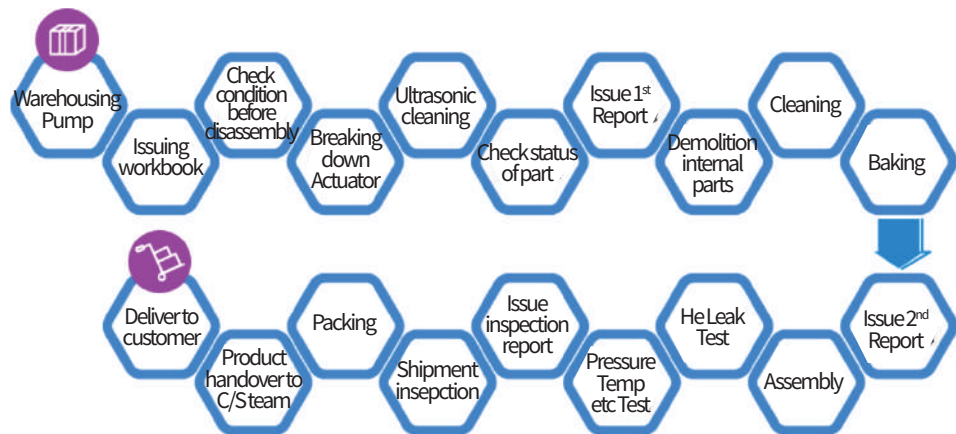 Warehousing
Pump
Issuing
workbook
Check
condition
before
disassembly
Breaking
down
Actuator
Ultrasonic
cleaning
Check status
of part
Issue 1st
Report
Demolition
internal
parts
Cleaning
Baking
Issue 2nd
Report
Assembly
He Leak
Test
Pressure
Temp
etc Test
Issue
inspection
report
Shipment
insepction
Packing
Product
handover to
C/S team
Deliver to
customer